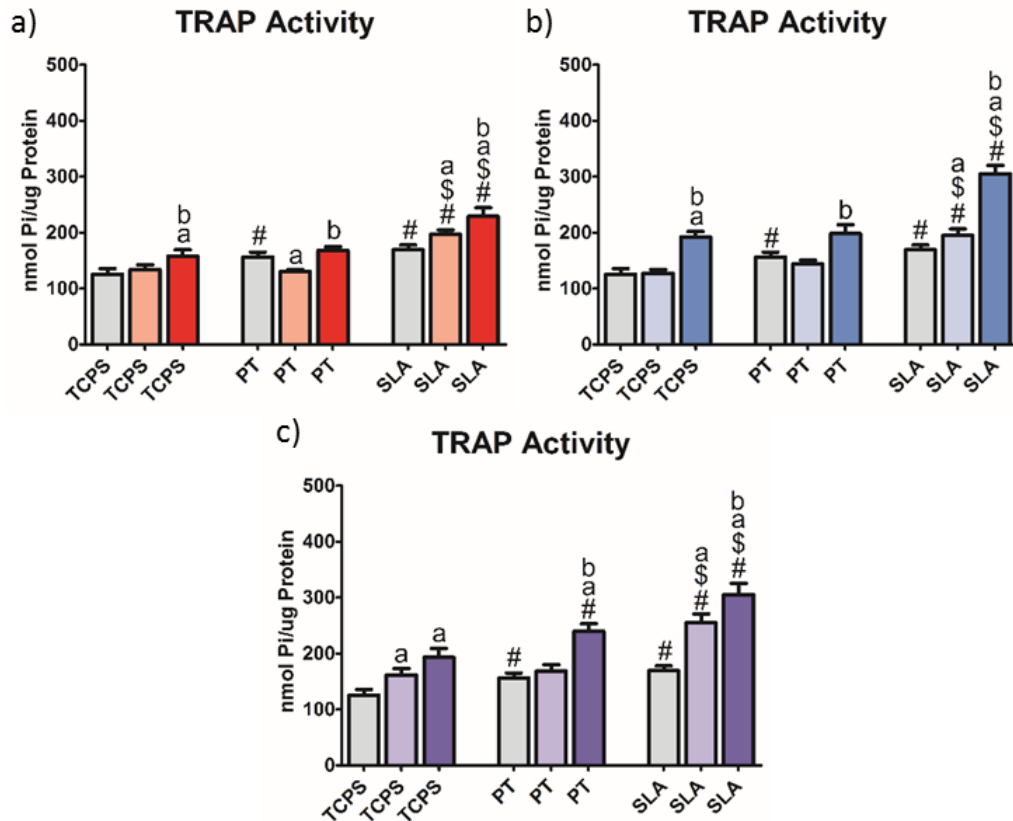 a)
TRAP Activity
nmol Pi/ug Protein
500
400
300
200
100
0
b
a
#
a
b
#
a
$
#
b
a
$
#
TCPS
TCPS
TCPS
PT
PT
PT
SLA
SLA
SLA
b)
TRAP Activity
nmol Pi/ug Protein
500
400
300
200
100
0
b
a
#
b
#
a
$
#
b
a
$
#
TCPS
TCPS
TCPS
PT
PT
PT
SLA
SLA
SLA
c)
TRAP Activity
nmol Pi/ug Protein
500
400
300
200
100
0
a
a
#
b
a
#
#
a
$
#
b
a
$
#
TCPS
TCPS
TCPS
PT
PT
PT
SLA
SLA
SLA